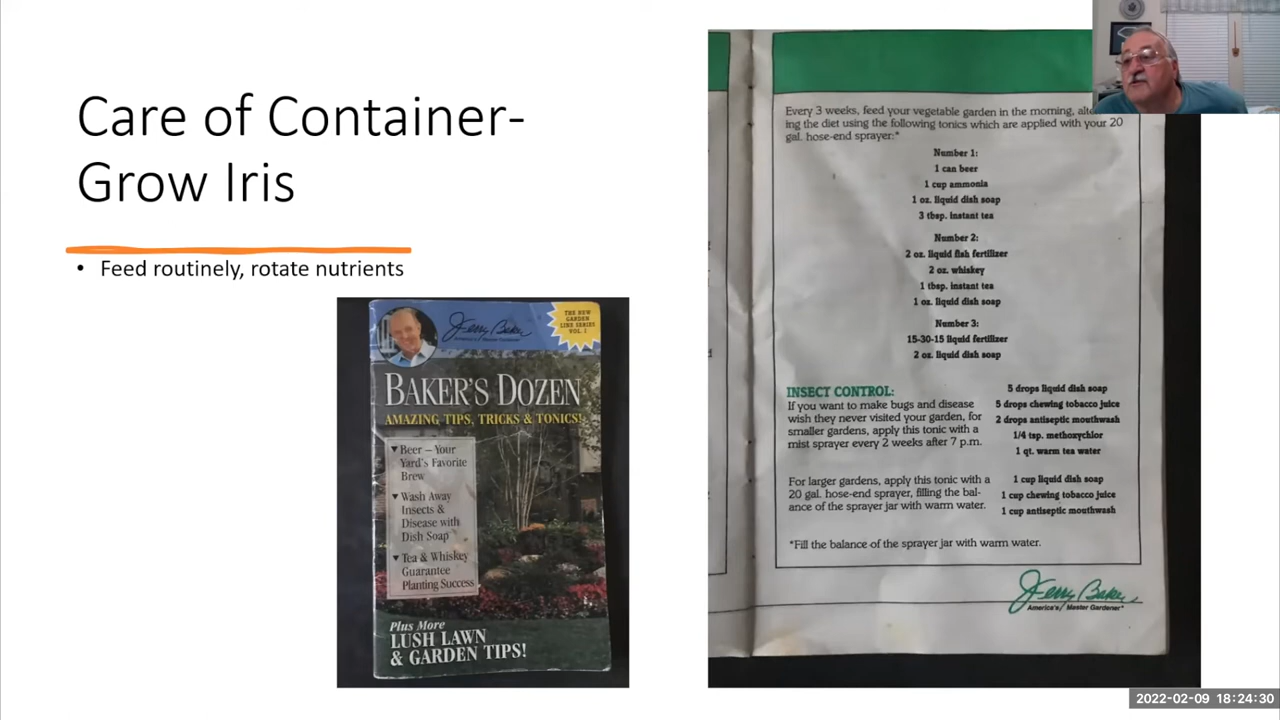 Care of Container-
Grow Iris
• Feed routinely, rotate nutrients
Jerry Baker
America's Master Gardener
THE NEW
GARDEN
LINE SERIES
VOL. 1
BAKER'S DOZEN
AMAZING TIPS, TRICKS & TONICS!
Beer – Your
Yard's Favorite
Brew
Wash Away
Insects &
Disease with
Dish Soap
Tea & Whiskey
Guarantee
Planting Success
Plus More
LUSH LAWN
& GARDEN TIPS!
Every 3 weeks, feed your vegetable garden in the morning,
ing the diet using the following tonics which are applied with your 20
gal. hose-end sprayer:*
Number 1:
1 can beer
1 cup ammonia
1 oz. liquid dish soap
3 tbsp. instant tea
Number 2:
2 oz. liquid fish fertilizer
2 oz. whiskey
1 tbsp. instant tea
1 oz. liquid dish soap
Number 3:
15-30-15 liquid fertilizer
2 oz. liquid dish soap
INSECT CONTROL:
If you want to make bugs and disease
wish they never visited your garden, for
smaller gardens, apply this tonic with a
mist sprayer every 2 weeks after 7 p.m.
5 drops liquid dish soap
5 drops chewing tobacco juice
2 drops antiseptic mouthwash
1/4 tsp. methoxychlor
1 qt. warm tea water
For larger gardens, apply this tonic with a
20 gal. hose-end sprayer, filling the bal-
ance of the sprayer jar with warm water.
1 cup liquid dish soap
1 cup chewing tobacco juice
1 cup antiseptic mouthwash
*Fill the balance of the sprayer jar with warm water.
Jerry Baker
America's Master Gardener*
2022-02-09 18:24:30